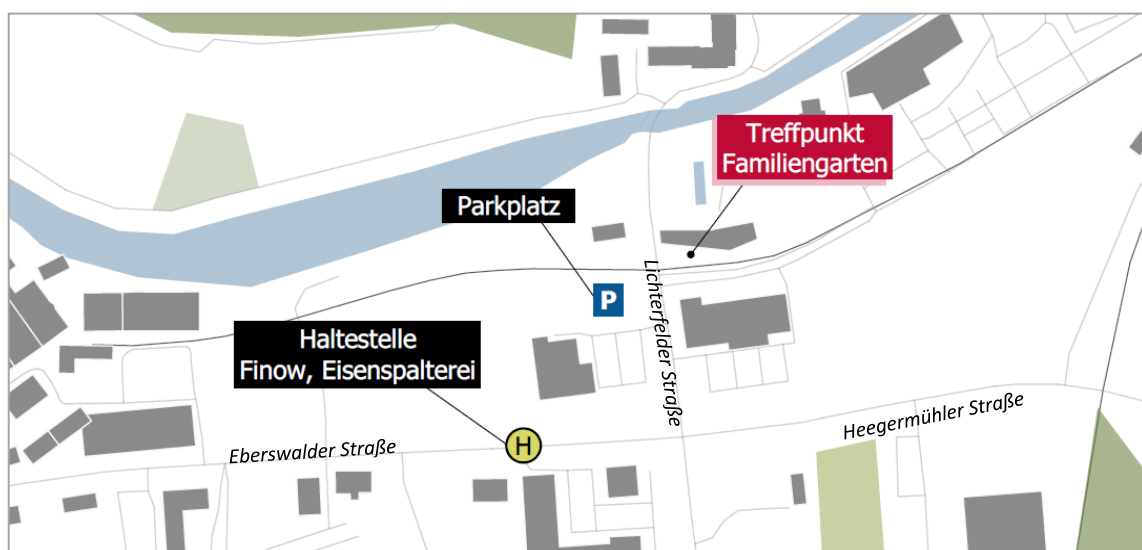 Treffpunkt
Familiengarten
Parkplatz
P
Lichterfelder Straße
Haltestelle
Finow, Eisenspalterei
Heegermühler Straße
Eberswalder Straße
H